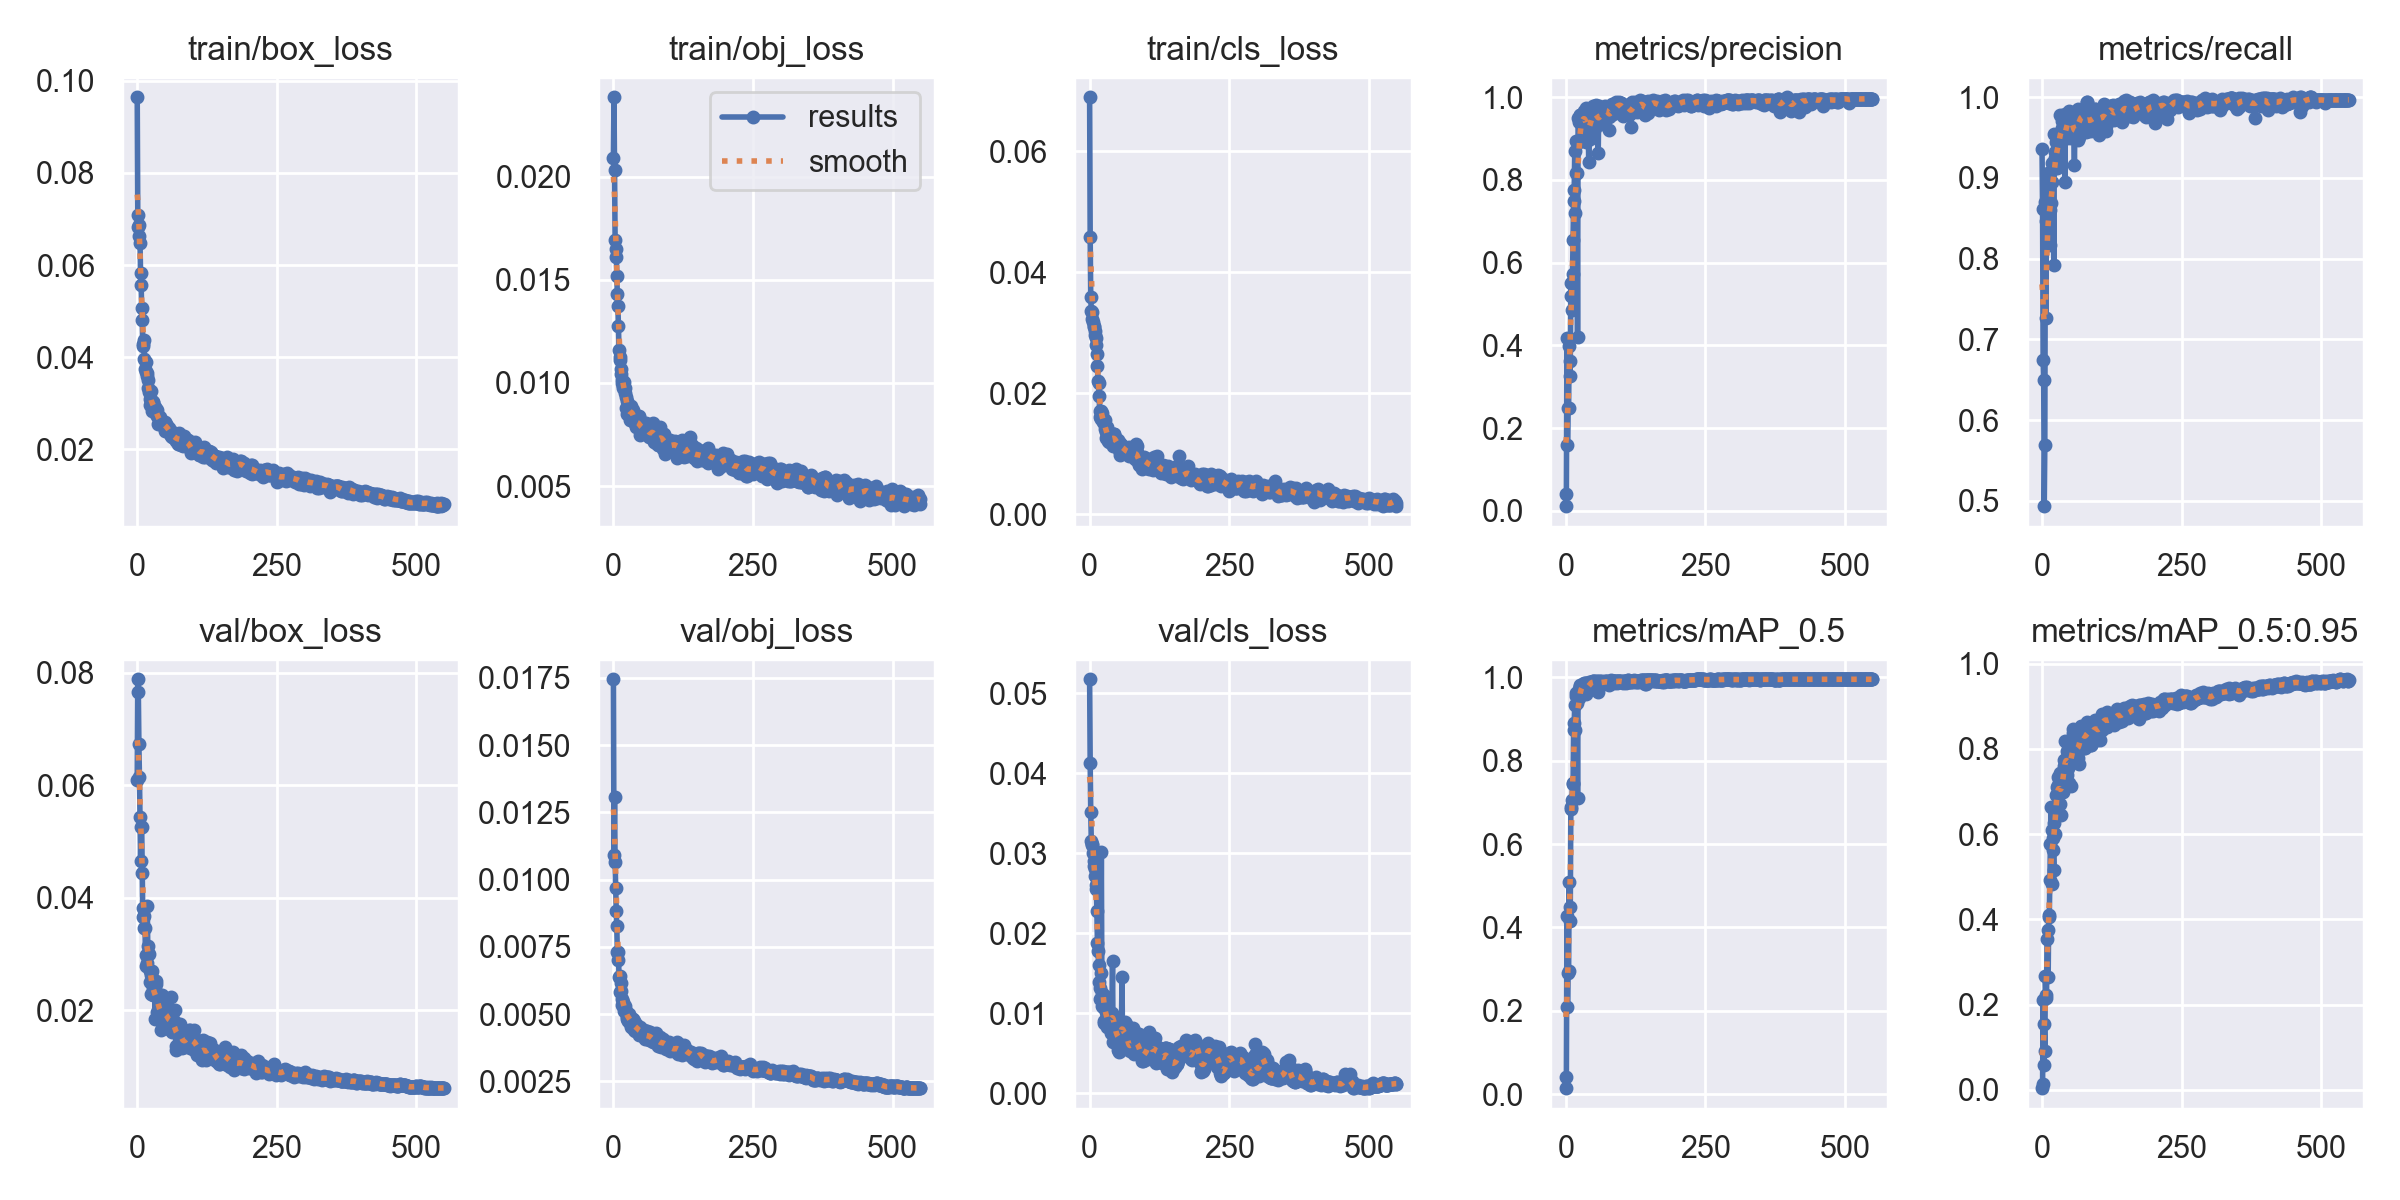 train/box_loss
0.10
0.08
0.06
0.04
0.02
0 250 500
train/obj_loss
results
smooth
0.020
0.015
0.010
0.005
0 250 500
train/cls_loss
0.06
0.04
0.02
0.00
0 250 500
metrics/precision
1.0
0.8
0.6
0.4
0.2
0.0
0 250 500
metrics/recall
1.0
0.9
0.8
0.7
0.6
0.5
0 250 500
val/box_loss
0.08
0.06
0.04
0.02
0 250 500
val/obj_loss
0.0175
0.0150
0.0125
0.0100
0.0075
0.0050
0.0025
0 250 500
val/cls_loss
0.05
0.04
0.03
0.02
0.01
0.00
0 250 500
metrics/mAP_0.5
1.0
0.8
0.6
0.4
0.2
0.0
0 250 500
metrics/mAP_0.5:0.95
1.0
0.8
0.6
0.4
0.2
0.0
0 250 500